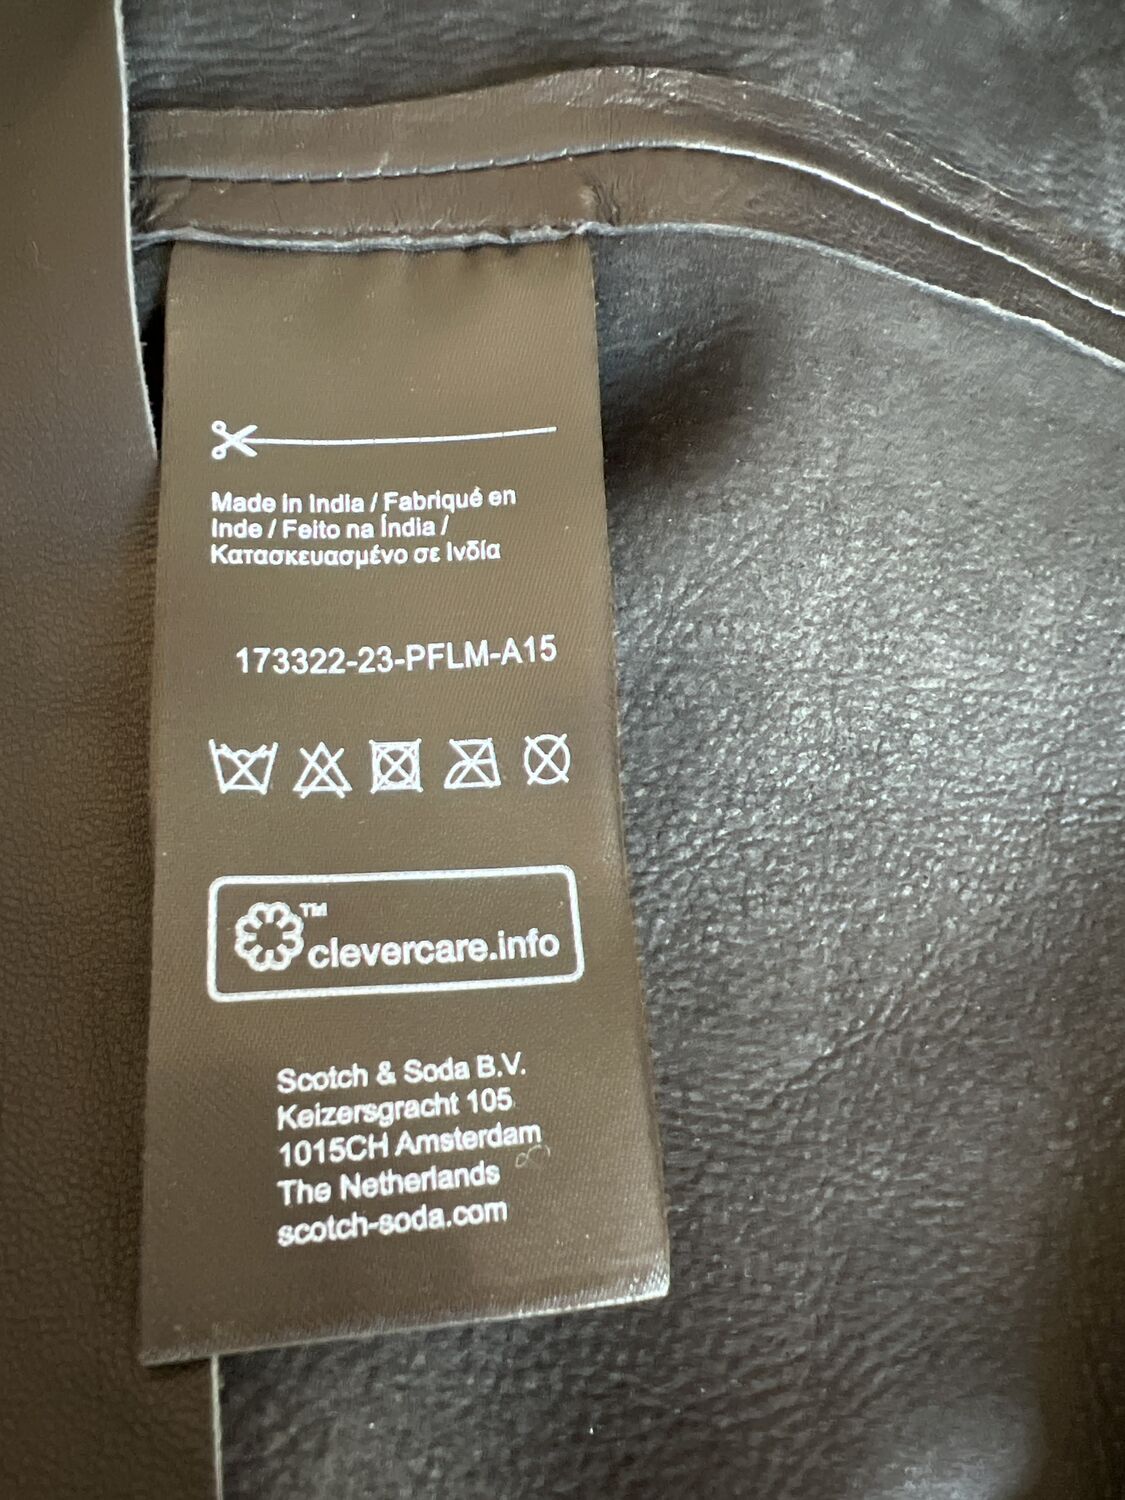 Made in India / Fabriqué en
Inde / Feito na Índia /
Κατασκευασμένο σε Ινδία
173322-23-PFLM-A15
TM
clevercare.info
Scotch & Soda B.V.
Keizersgracht 105
1015CH Amsterdam
The Netherlands
scotch-soda.com